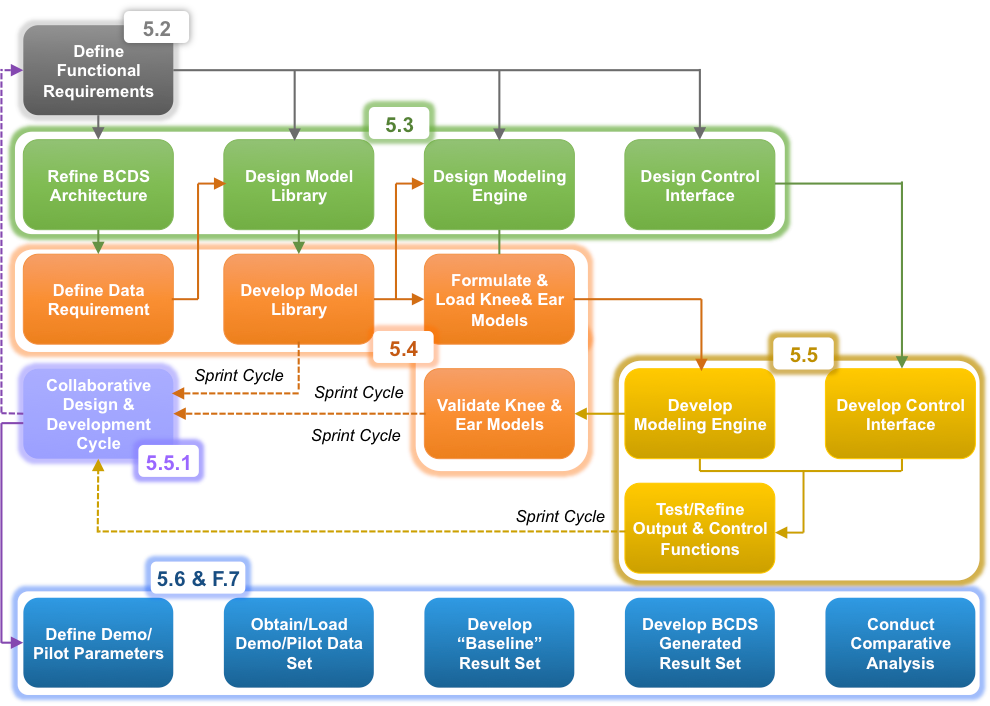 5.2
Define
Functional
Requirements
5.3
Refine BCDS
Architecture
Design Model
Library
Design Modeling
Engine
Design Control
Interface
Define Data
Requirement
Develop Model
Library
Formulate &
Load Knee& Ear
Models
5.4
5.5
Collaborative
Design &
Development
Cycle
5.5.1
Sprint Cycle
Sprint Cycle
Sprint Cycle
Validate Knee &
Ear Models
Develop
Modeling Engine
Develop Control
Interface
Sprint Cycle
Test/Refine
Output & Control
Functions
5.6 & F.7
Define Demo/
Pilot Parameters
Obtain/Load
Demo/Pilot Data
Set
Develop
“Baseline”
Result Set
Develop BCDS
Generated
Result Set
Conduct
Comparative
Analysis